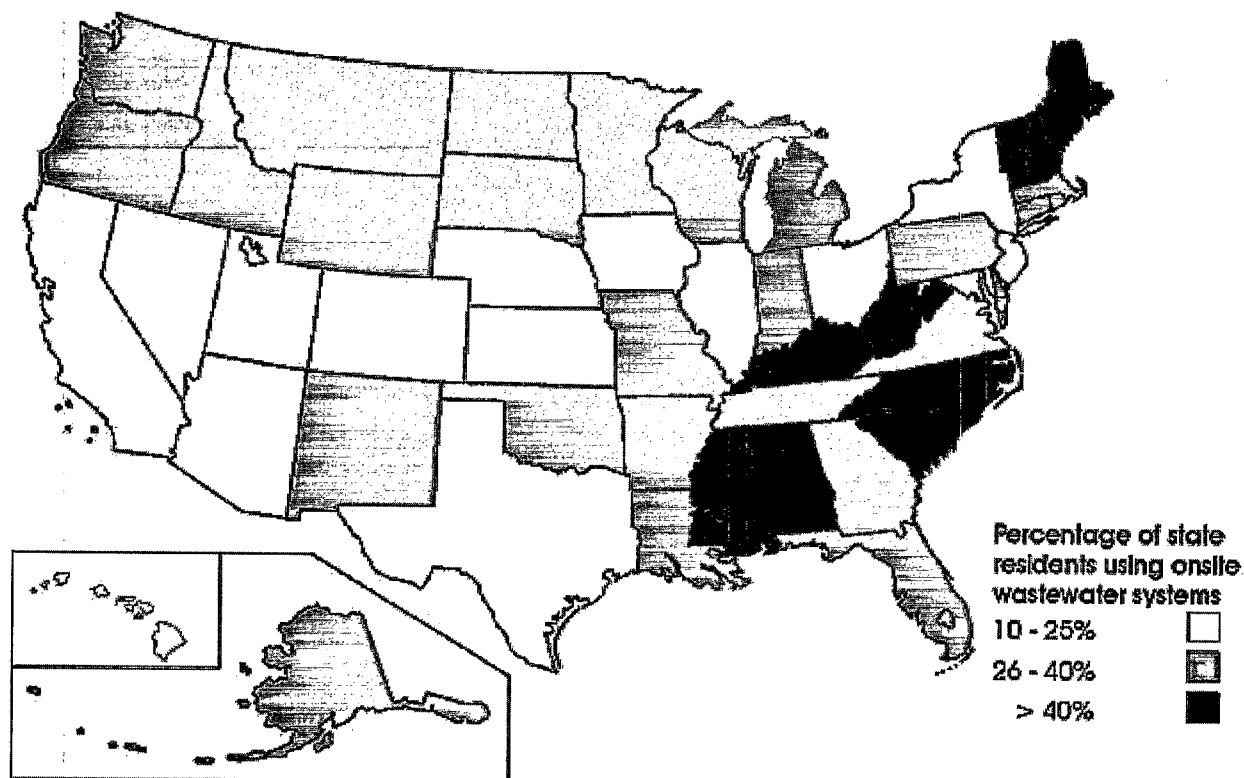 Percentage of state
residents using onsite
wastewater systems
10 - 25%
26 - 40%
> 40%